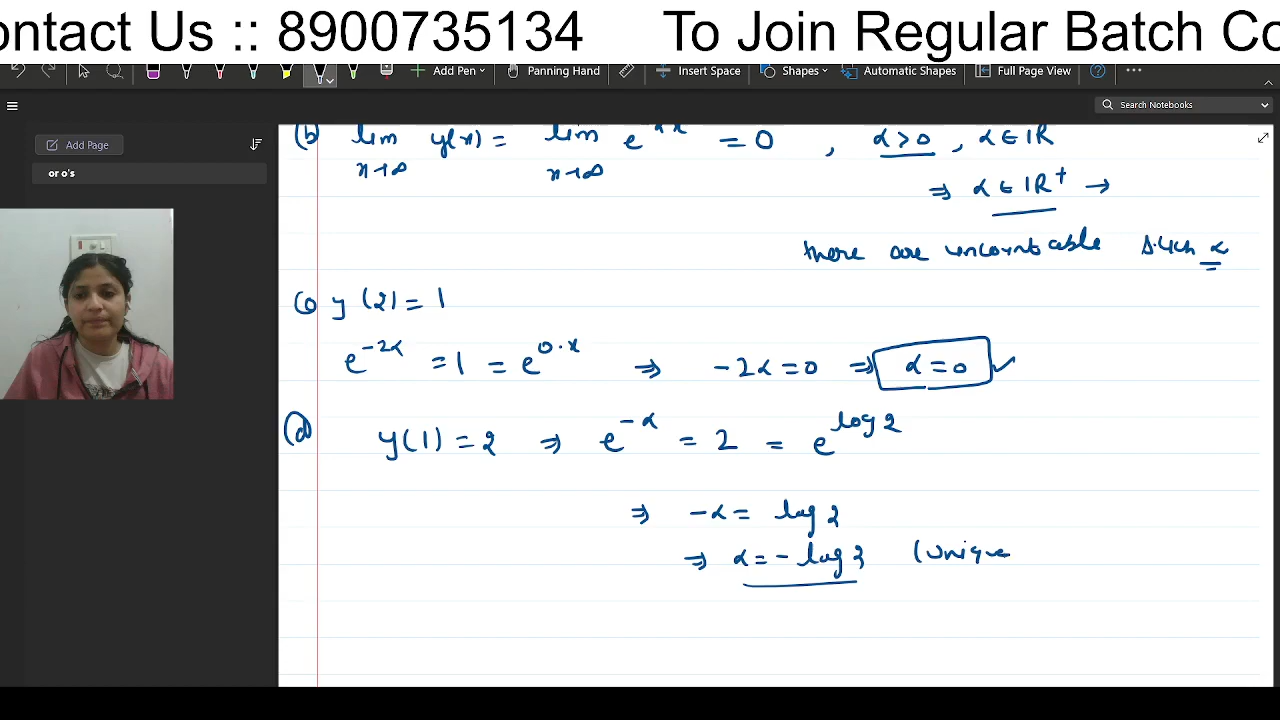 ontact Us :: 8900735134 To Join Regular Batch Co
Add Pen Panning Hand Insert Space Shapes Automatic Shapes Full Page View
Search Notebooks
Add Page
or o's
(b) lim y(x) = lim e^{-αx} = 0 , α > 0 , α ∈ IR
x→∞ x→∞
⇒ α ∈ IR^+ →
there are uncountable such α
(c) y(2) = 1
e^{-2α} = 1 = e^{0·x} ⇒ -2α = 0 ⇒ α = 0 ✓
(d) y(1) = 2 ⇒ e^{-α} = 2 = e^{log 2}
⇒ -α = log 2
⇒ α = - log 2 (unique